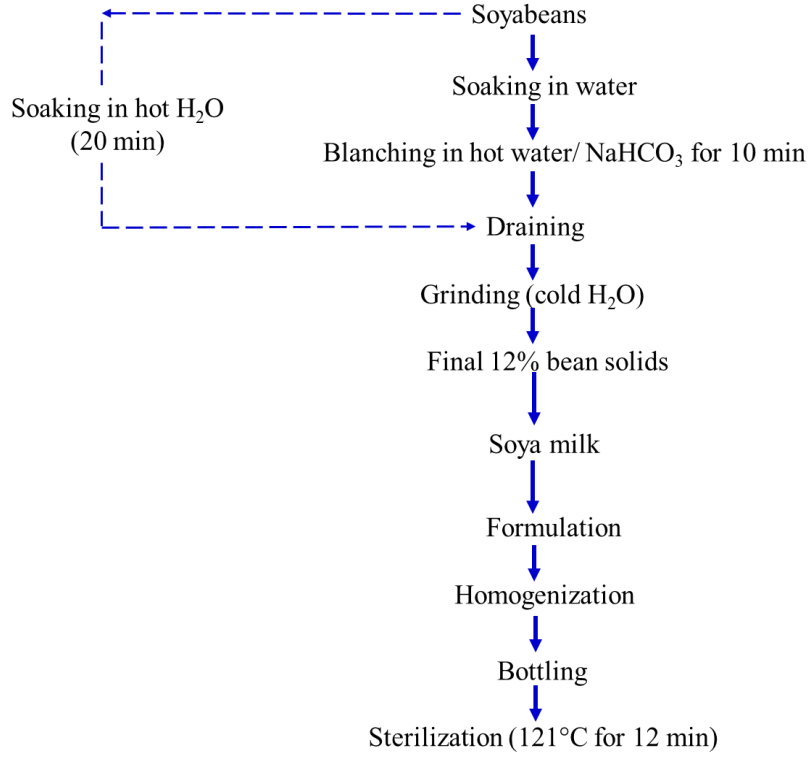 Soyabeans
Soaking in water
Soaking in hot H₂O
(20 min)
Blanching in hot water/ NaHCO₃ for 10 min
Draining
Grinding (cold H₂O)
Final 12% bean solids
Soya milk
Formulation
Homogenization
Bottling
Sterilization (121°C for 12 min)